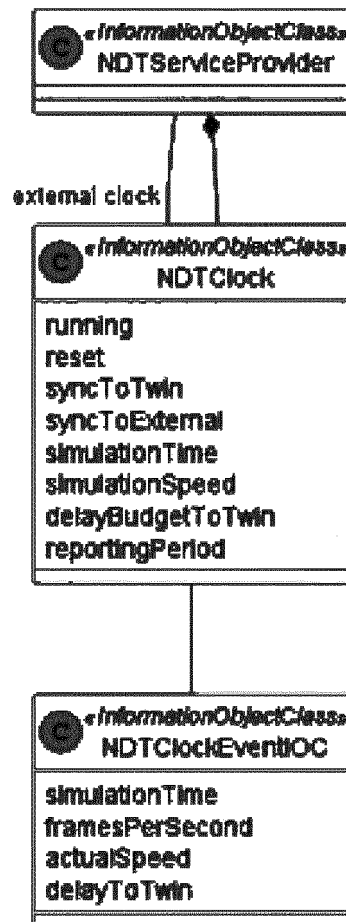 C «InformationObjectClass»
NDTServiceProvider
external clock
C «InformationObjectClass»
NDTClock
running
reset
syncToTwin
syncToExternal
simulationTime
simulationSpeed
delayBudgetToTwin
reportingPeriod
C «InformationObjectClass»
NDTClockEventIOC
simulationTime
framesPerSecond
actualSpeed
delayToTwin